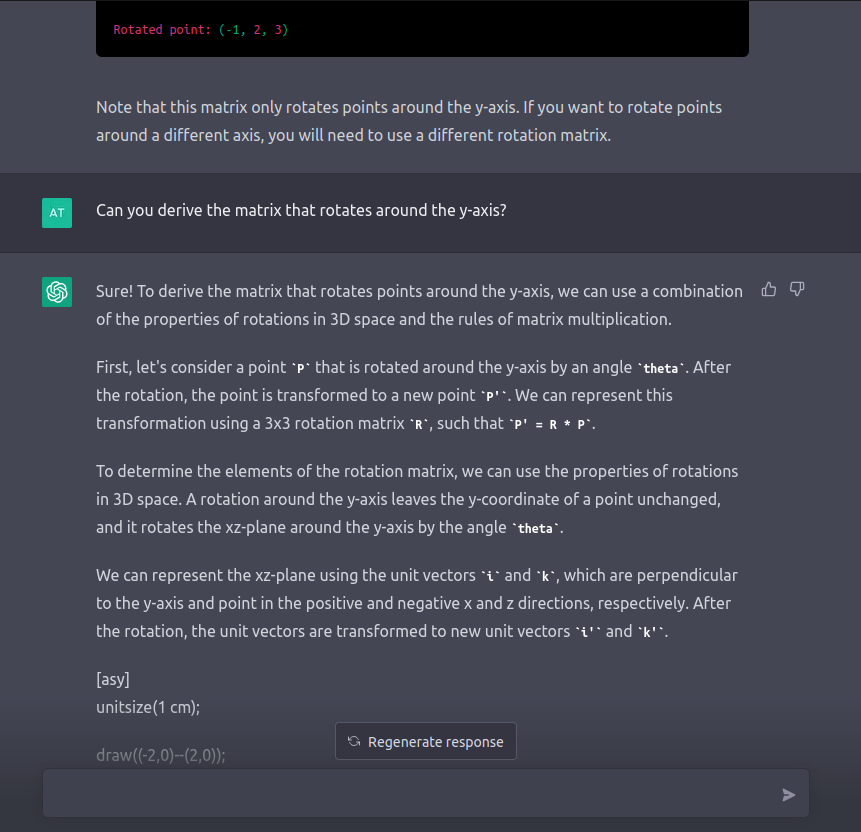 Rotated point: (-1, 2, 3)
Note that this matrix only rotates points around the y-axis. If you want to rotate points
around a different axis, you will need to use a different rotation matrix.
AT
Can you derive the matrix that rotates around the y-axis?
Sure! To derive the matrix that rotates points around the y-axis, we can use a combination
of the properties of rotations in 3D space and the rules of matrix multiplication.
First, let's consider a point `P` that is rotated around the y-axis by an angle `theta`. After
the rotation, the point is transformed to a new point `P'`. We can represent this
transformation using a 3x3 rotation matrix `R`, such that `P' = R * P`.
To determine the elements of the rotation matrix, we can use the properties of rotations
in 3D space. A rotation around the y-axis leaves the y-coordinate of a point unchanged,
and it rotates the xz-plane around the y-axis by the angle `theta`.
We can represent the xz-plane using the unit vectors `i` and `k`, which are perpendicular
to the y-axis and point in the positive and negative x and z directions, respectively. After
the rotation, the unit vectors are transformed to new unit vectors `i'` and `k'`.
[asy]
unitsize(1 cm);
draw((-2,0)--(2,0));
Regenerate response